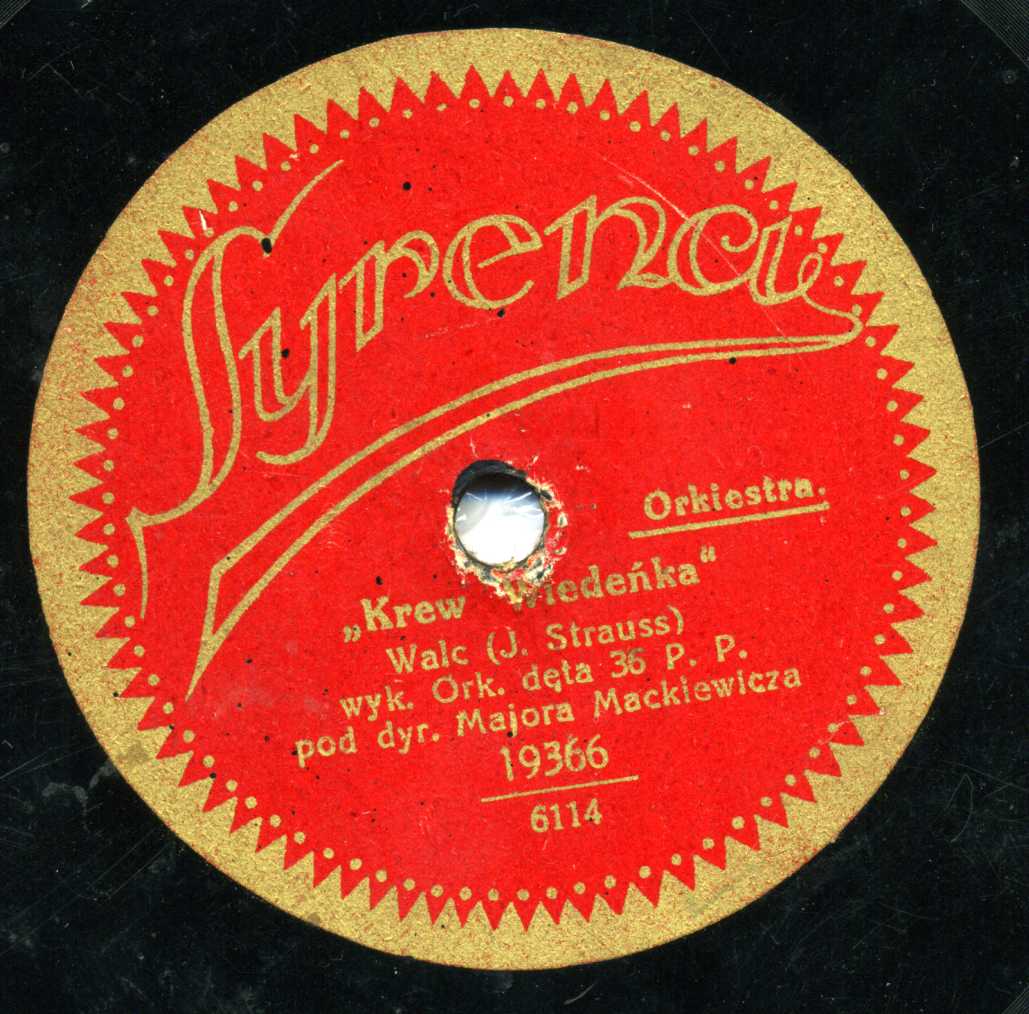 Syrena
Orkiestra.
„Krew Wiedeńka“
Walc (J. Strauss)
wyk. Ork. dęta 36 P. P.
pod dyr. Majora Mackiewicza
19366
6114